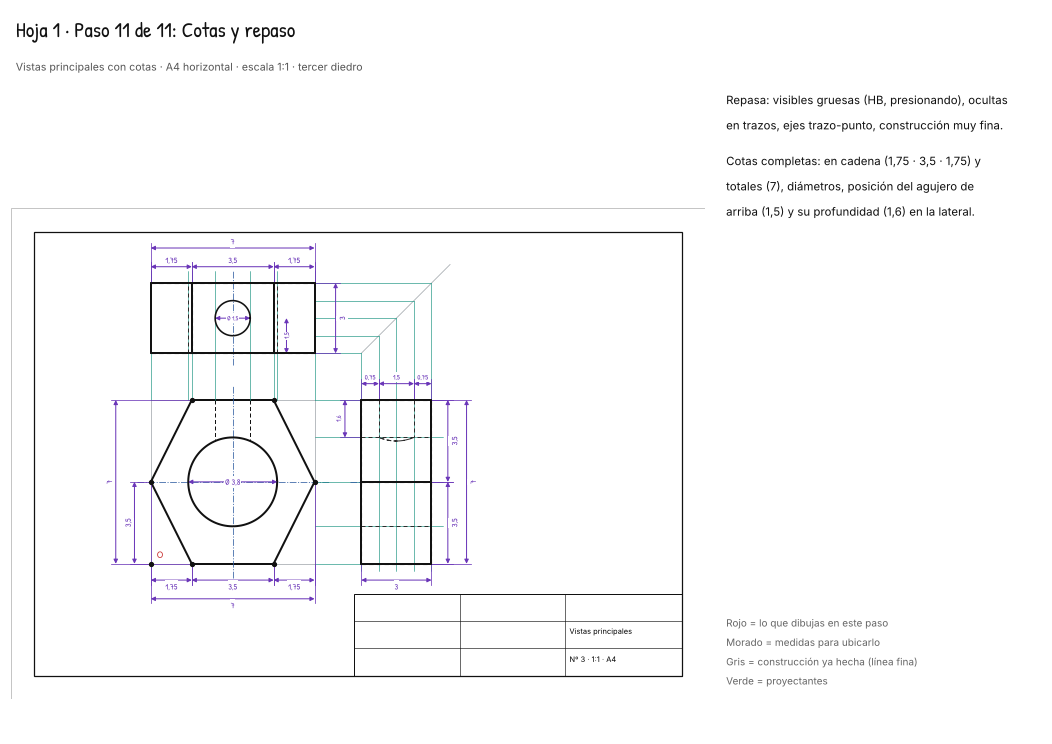 Hoja 1 · Paso 11 de 11: Cotas y repaso
Vistas principales con cotas · A4 horizontal · escala 1:1 · tercer diedro
Repasa: visibles gruesas (HB, presionando), ocultas
en trazos, ejes trazo-punto, construcción muy fina.
Cotas completas: en cadena (1,75 · 3,5 · 1,75) y
totales (7), diámetros, posición del agujero de
arriba (1,5) y su profundidad (1,6) en la lateral.
7
1,75 3,5 1,75
Ø 1,5
1,5
3
0,75 1,5 0,75
1,6
3,5
7
Ø 3,8
7
3,5
3,5
O
1,75 3,5 1,75
3
7
Vistas principales
Nº 3 · 1:1 · A4
Rojo = lo que dibujas en este paso
Morado = medidas para ubicarlo
Gris = construcción ya hecha (línea fina)
Verde = proyectantes